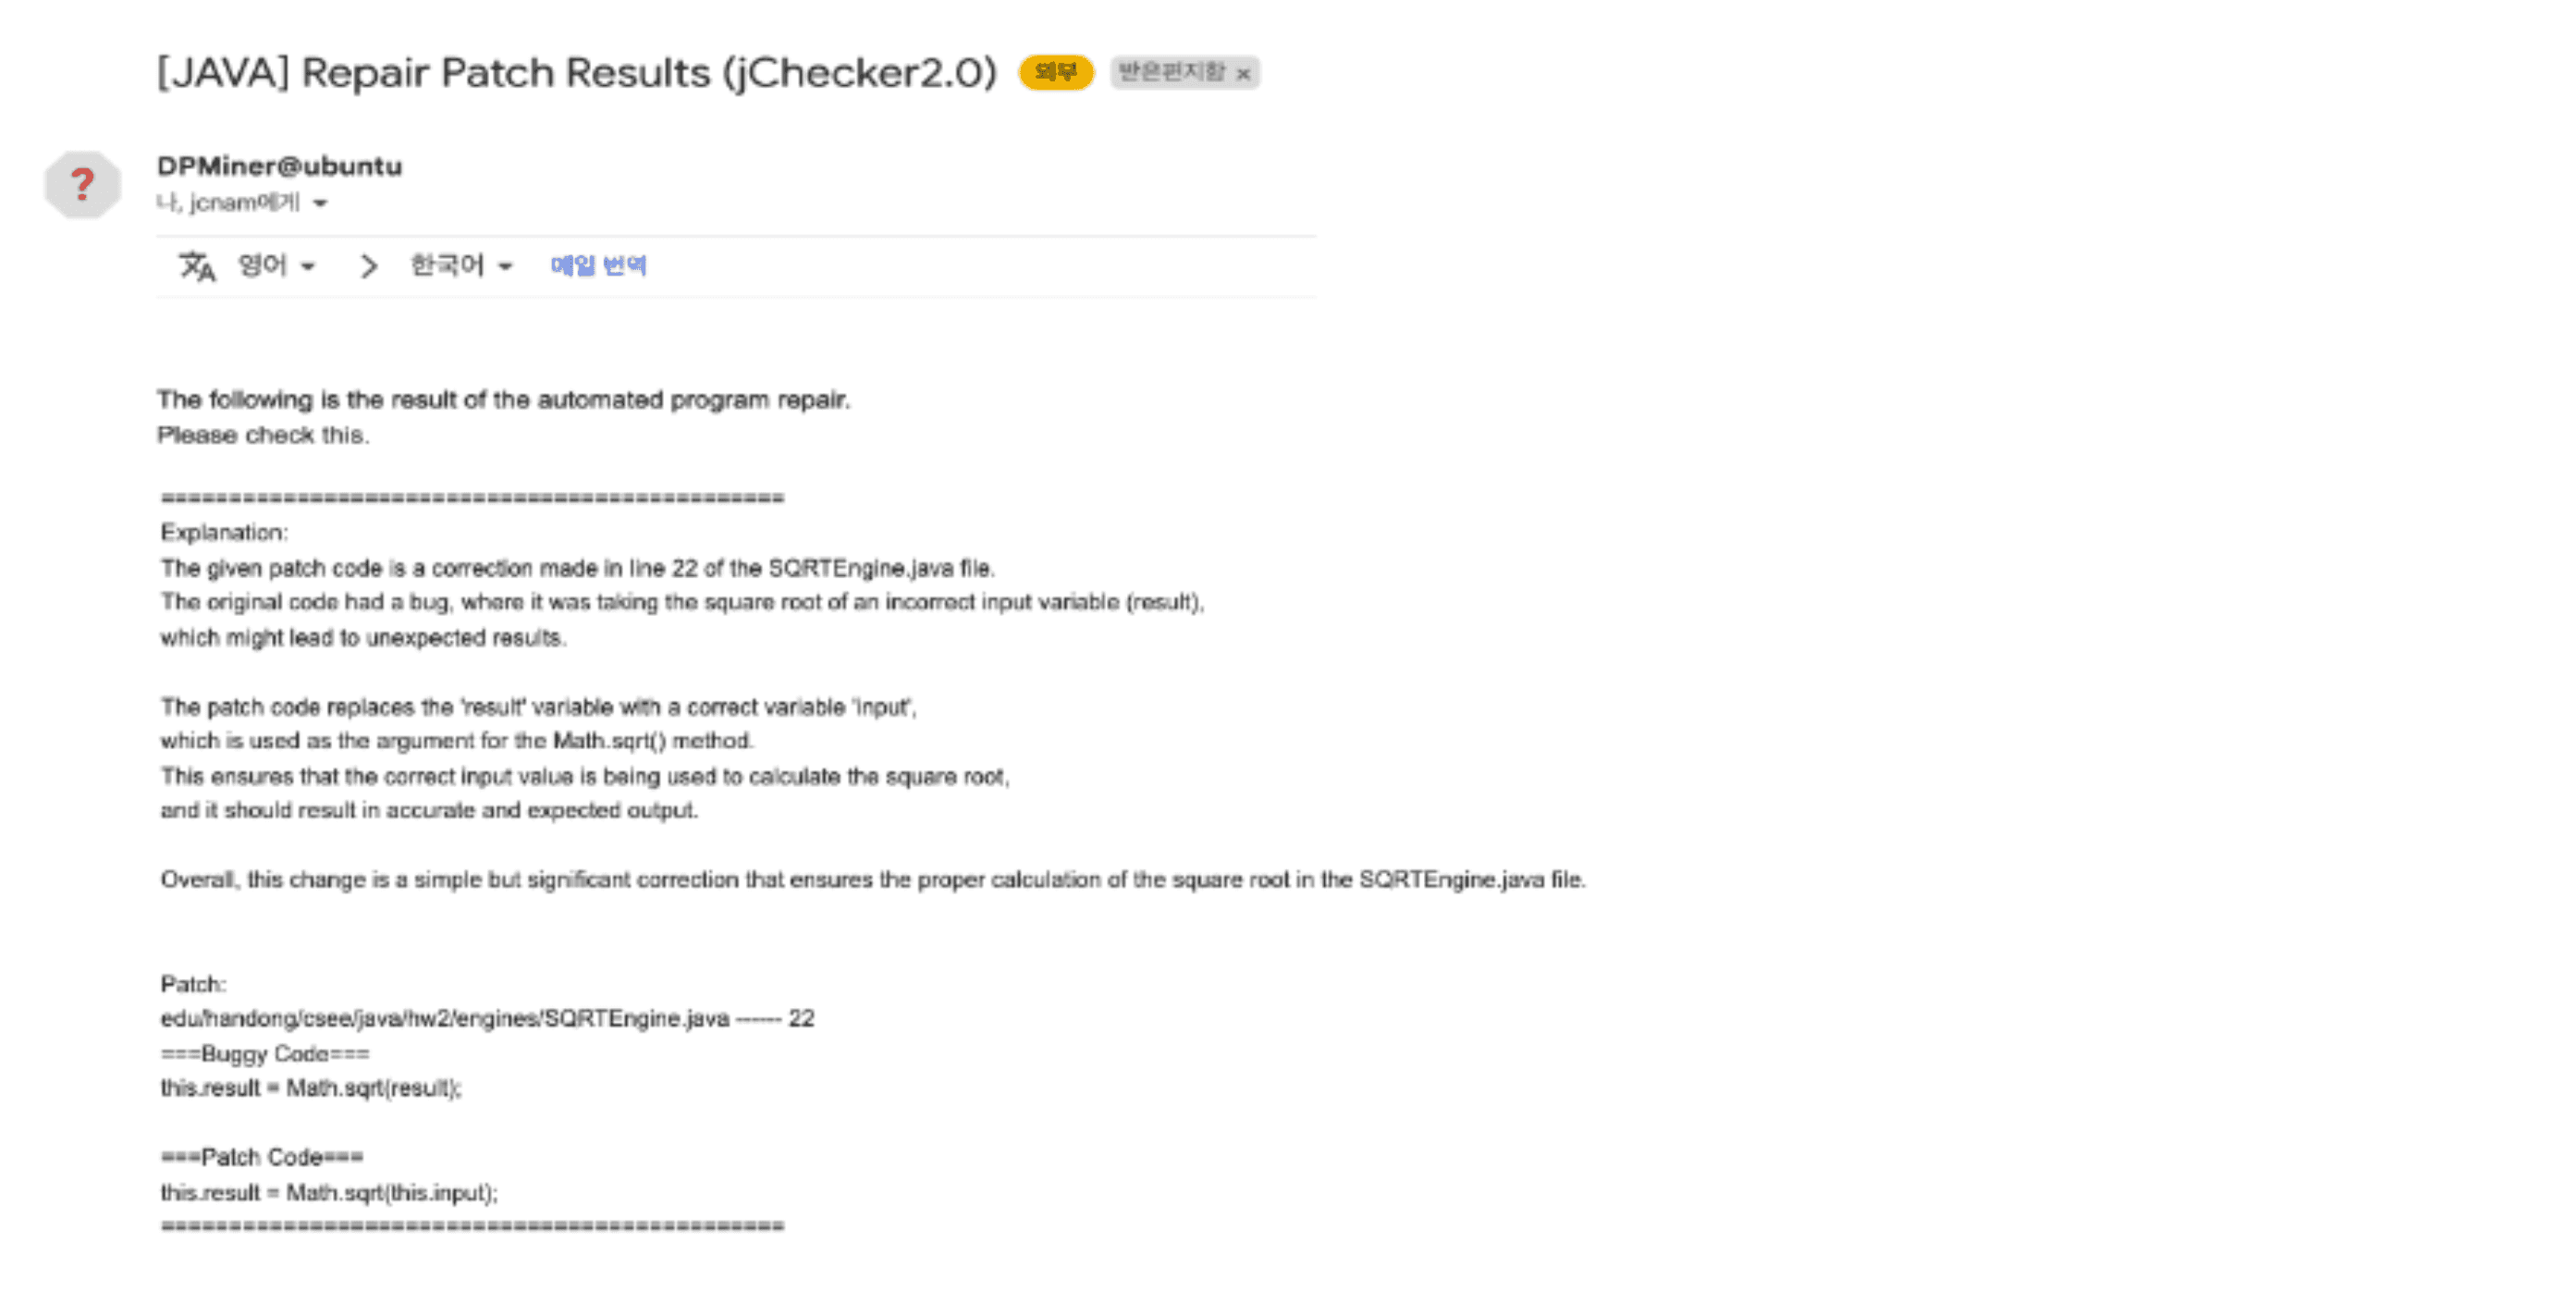 [JAVA] Repair Patch Results (jChecker2.0) 외부 받은편지함 ×
?
DPMiner@ubuntu
나, jcnam에게
文A 영어 > 한국어 메일 번역
The following is the result of the automated program repair.
Please check this.
==============================================
Explanation:
The given patch code is a correction made in line 22 of the SQRTEngine.java file.
The original code had a bug, where it was taking the square root of an incorrect input variable (result),
which might lead to unexpected results.
The patch code replaces the 'result' variable with a correct variable 'input',
which is used as the argument for the Math.sqrt() method.
This ensures that the correct input value is being used to calculate the square root,
and it should result in accurate and expected output.
Overall, this change is a simple but significant correction that ensures the proper calculation of the square root in the SQRTEngine.java file.
Patch:
edu/handong/csee/java/hw2/engines/SQRTEngine.java ------ 22
===Buggy Code===
this.result = Math.sqrt(result);
===Patch Code===
this.result = Math.sqrt(this.input);
==============================================